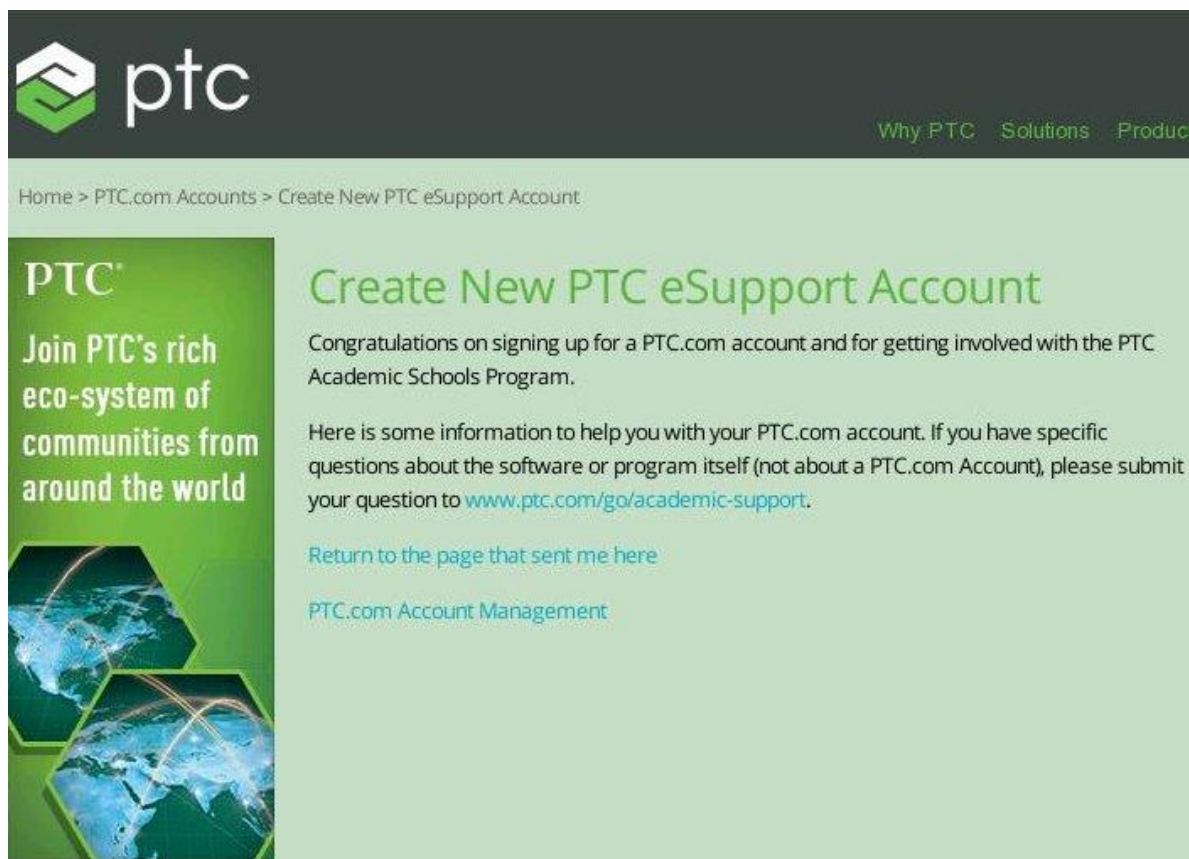 ptc
Why PTC Solutions
Home > PTC.com Accounts > Create New PTC eSupport Account
PTC®
Join PTC's rich
eco-system of
communities from
around the world
Create New PTC eSupport Account
Congratulations on signing up for a PTC.com account and for getting involved with the PTC
Academic Schools Program.
Here is some information to help you with your PTC.com account. If you have specific
questions about the software or program itself (not about a PTC.com Account), please submit
your question to www.ptc.com/go/academic-support.
Return to the page that sent me here
PTC.com Account Management